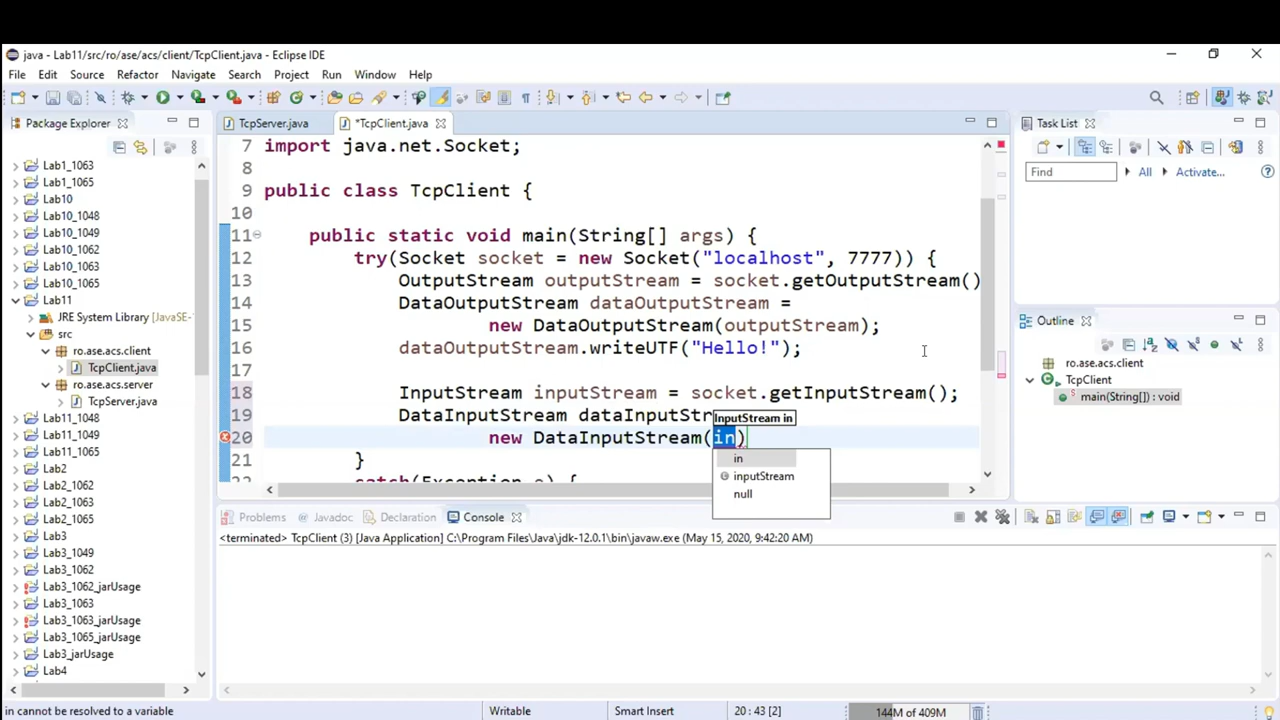 java - Lab11/src/ro/ase/acs/client/TcpClient.java - Eclipse IDE
File Edit Source Refactor Navigate Search Project Run Window Help
Package Explorer
TcpServer.java
*TcpClient.java
Task List
Lab1_1063
Lab1_1065
Lab10
Lab10_1048
Lab10_1049
Lab10_1062
Lab10_1063
Lab10_1065
Lab11
JRE System Library [JavaSE-
src
ro.ase.acs.client
TcpClient.java
ro.ase.acs.server
TcpServer.java
Lab11_1048
Lab11_1049
Lab11_1065
Lab2
Lab2_1062
Lab2_1063
Lab2_1065
Lab3
Lab3_1049
Lab3_1062
Lab3_1062_jarUsage
Lab3_1063
Lab3_1063_jarUsage
Lab3_1065_jarUsage
Lab3_jarUsage
Lab4
7 import java.net.Socket;
8
9 public class TcpClient {
10
11 public static void main(String[] args) {
12 try(Socket socket = new Socket("localhost", 7777)) {
13 OutputStream outputStream = socket.getOutputStream()
14 DataOutputStream dataOutputStream =
15 new DataOutputStream(outputStream);
16 dataOutputStream.writeUTF("Hello!");
17
18 InputStream inputStream = socket.getInputStream();
19 DataInputStream dataInputStr
InputStream in
20 new DataInputStream(in)
21 }
in
inputStream
null
Find All Activate...
Outline
ro.ase.acs.client
TcpClient
main(String[]) : void
Problems Javadoc Declaration Console
<terminated> TcpClient (3) [Java Application] C:\Program Files\Java\jdk-12.0.1\bin\javaw.exe (May 15, 2020, 9:42:20 AM)
in cannot be resolved to a variable
Writable
Smart Insert
20 : 43 [2]
144M of 409M